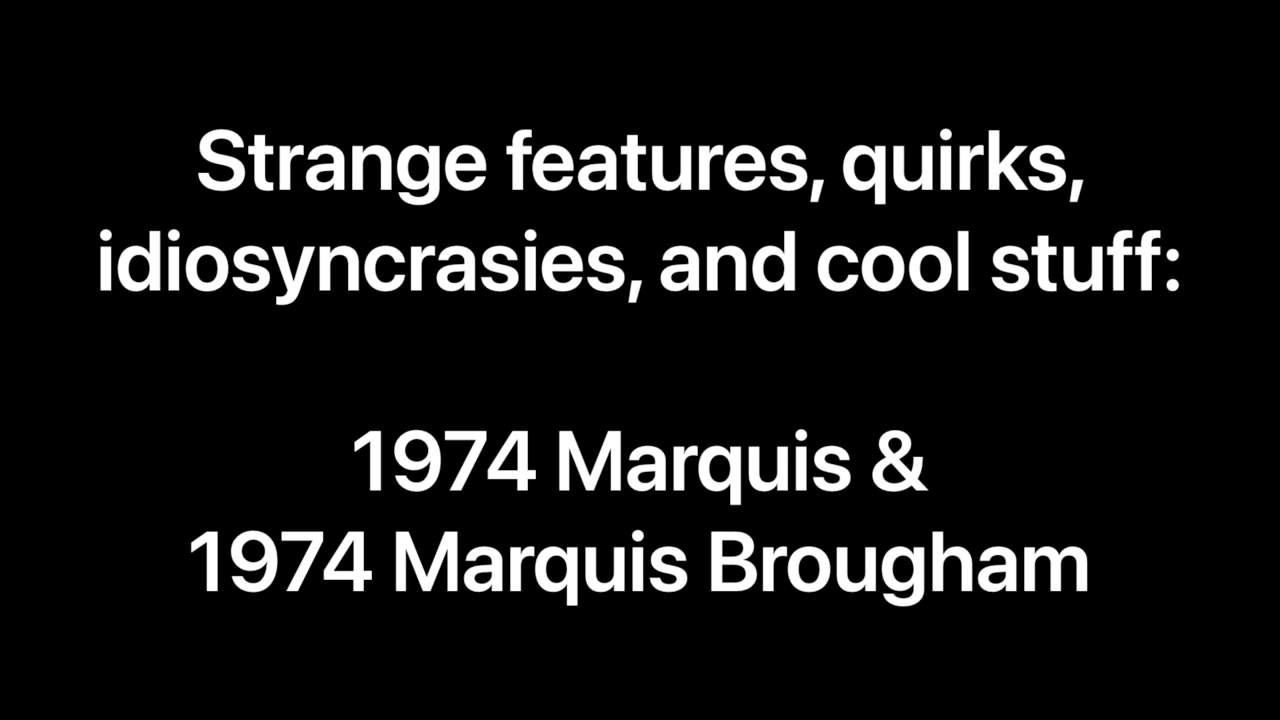 Strange features, quirks,
idiosyncrasies, and cool stuff:
1974 Marquis &
1974 Marquis Brougham